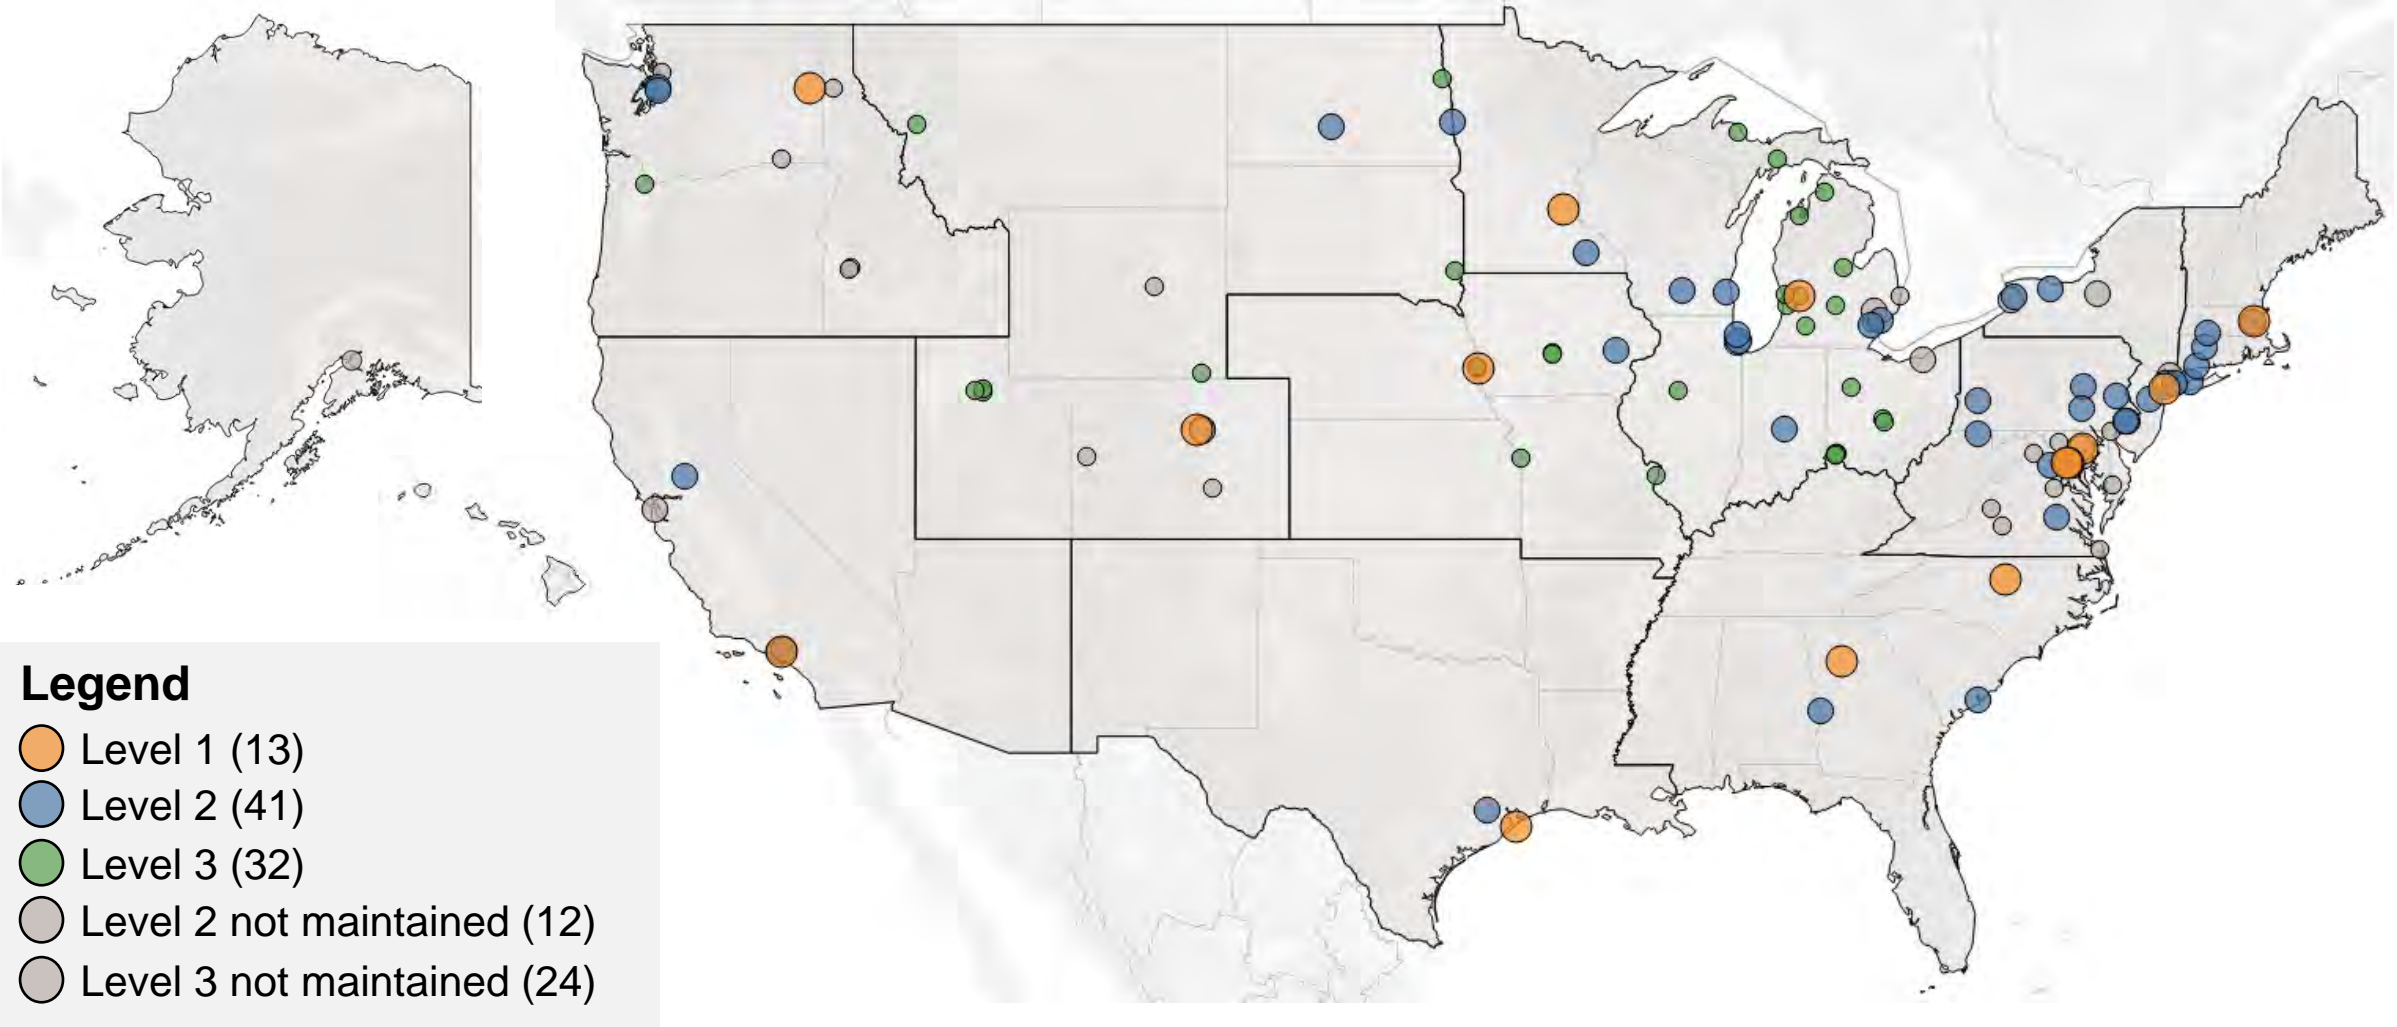 Legend
Level 1 (13)
Level 2 (41)
Level 3 (32)
Level 2 not maintained (12)
Level 3 not maintained (24)